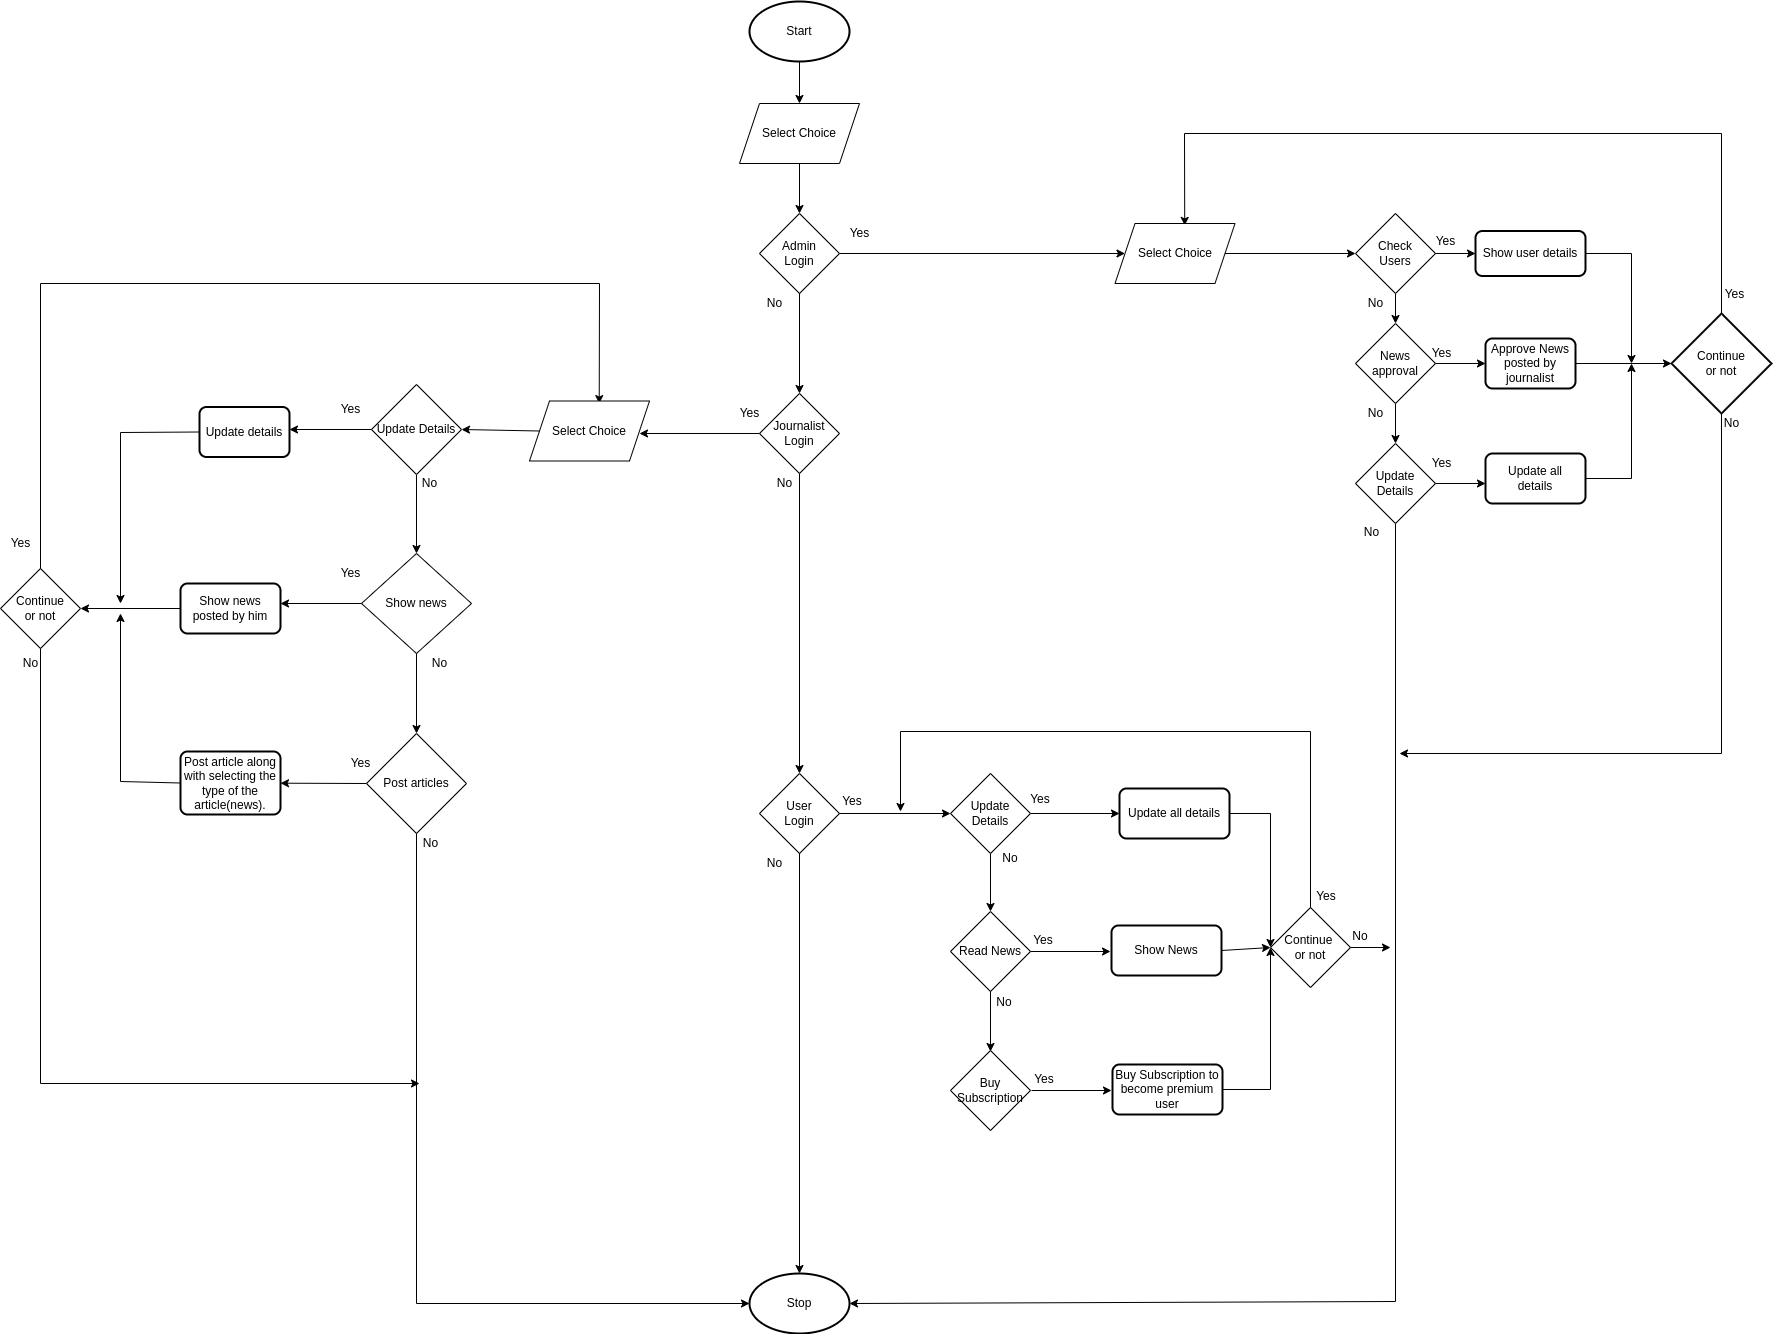 Start
Select Choice
Admin
Login
Yes
No
Select Choice
Check
Users
Yes
No
Show user details
News
approval
Yes
No
Approve News
posted by
journalist
Update
Details
Yes
No
Update all
details
Yes
Continue
or not
No
Journalist
Login
Yes
No
Select Choice
Update Details
Yes
No
Update details
Show news
Yes
No
Show news
posted by him
Post articles
Yes
No
Post article along
with selecting the
type of the
article(news).
Yes
Continue
or not
No
User
Login
Yes
No
Update
Details
Yes
No
Update all details
Read News
Yes
No
Show News
Buy
Subscription
Yes
Buy Subscription to
become premium
user
Yes
Continue
or not
No
Stop